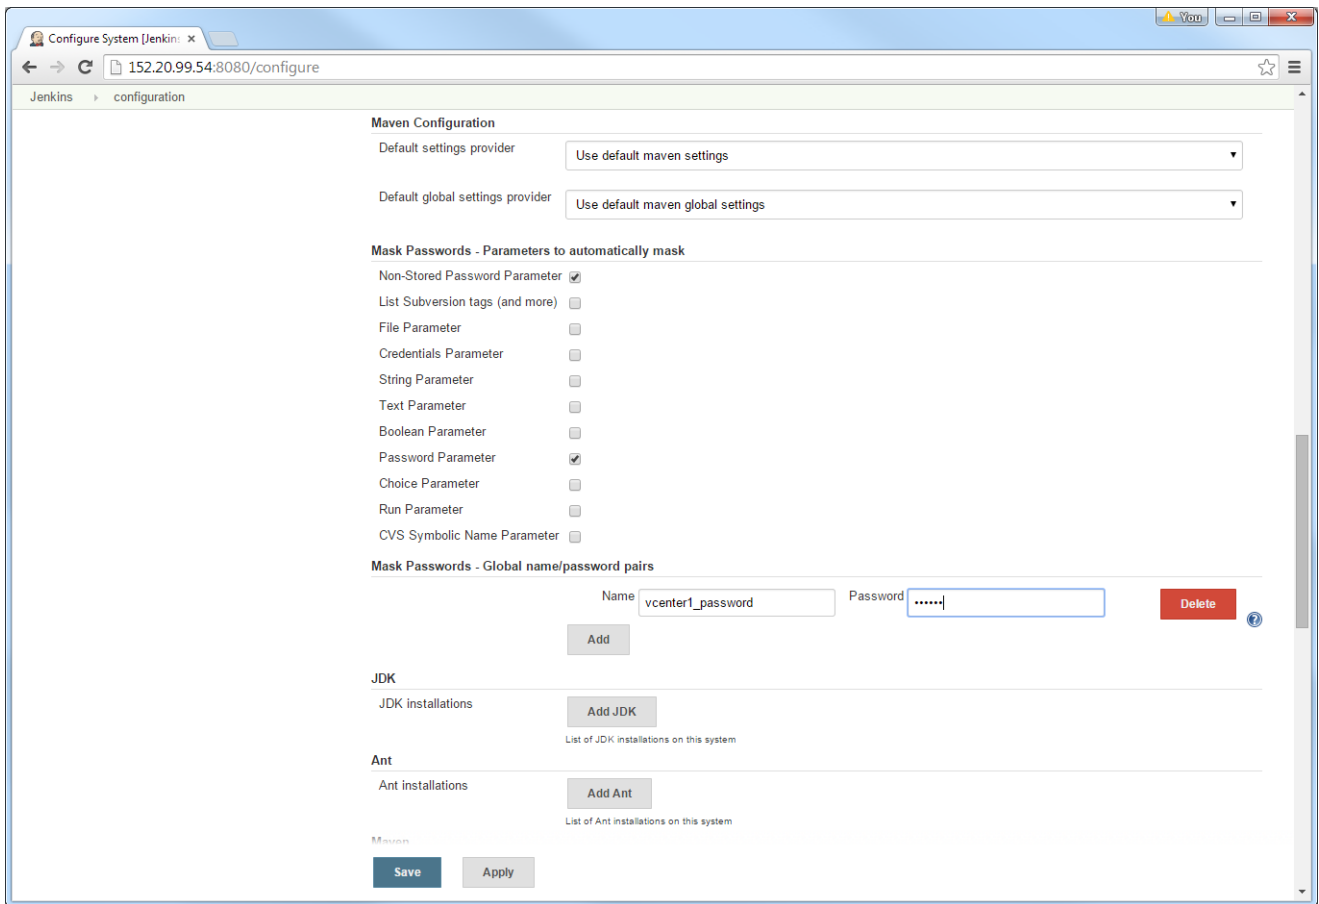 You
Configure System [Jenkins
152.20.99.54:8080/configure
Jenkins configuration
Maven Configuration
Default settings provider Use default maven settings
Default global settings provider Use default maven global settings
Mask Passwords - Parameters to automatically mask
Non-Stored Password Parameter
List Subversion tags (and more)
File Parameter
Credentials Parameter
String Parameter
Text Parameter
Boolean Parameter
Password Parameter
Choice Parameter
Run Parameter
CVS Symbolic Name Parameter
Mask Passwords - Global name/password pairs
Name vcenter1_password Password •••••• Delete
Add
JDK
JDK installations Add JDK
List of JDK installations on this system
Ant
Ant installations Add Ant
List of Ant installations on this system
Maven
Save Apply